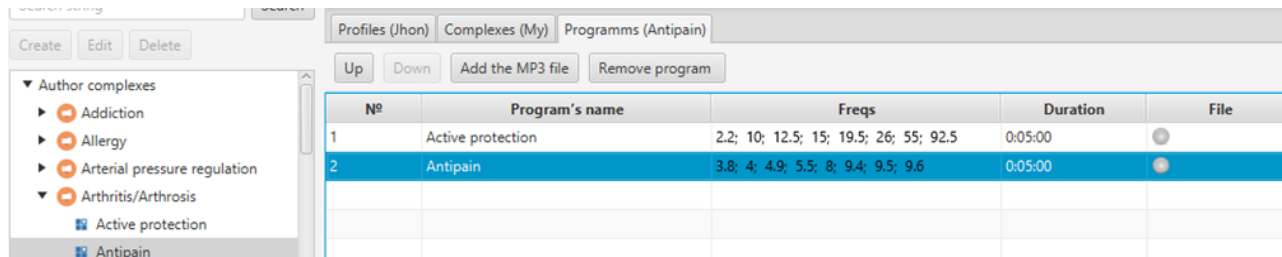 Search string Search
Create Edit Delete
Author complexes
Addiction
Allergy
Arterial pressure regulation
Arthritis/Arthrosis
Active protection
Antipain
Profiles (Jhon) Complexes (My) Programms (Antipain)
Up Down Add the MP3 file Remove program
Nº Program's name Freqs Duration File
1 Active protection 2.2; 10; 12.5; 15; 19.5; 26; 55; 92.5 0:05:00
2 Antipain 3.8; 4; 4.9; 5.5; 8; 9.4; 9.5; 9.6 0:05:00